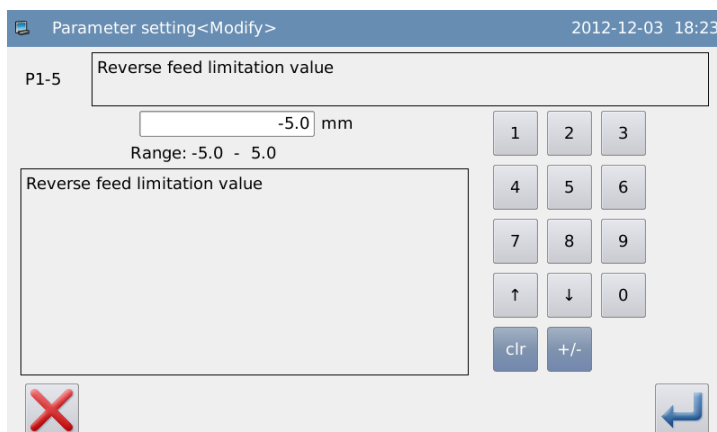 Parameter setting<Modify> 2012-12-03 18:23
P1-5 Reverse feed limitation value
-5.0 mm
Range: -5.0 - 5.0
Reverse feed limitation value
1 2 3
4 5 6
7 8 9
↑ ↓ 0
clr +/-